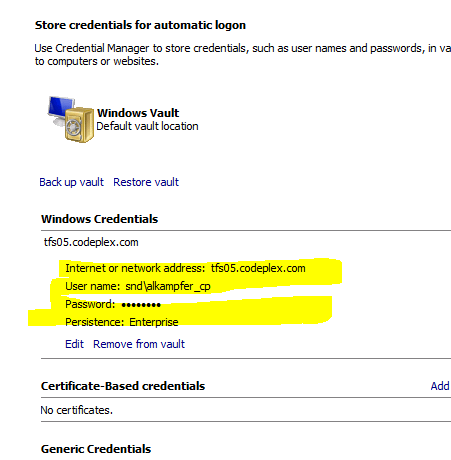 Store credentials for automatic logon
Use Credential Manager to store credentials, such as user names and passwords, in va
to computers or websites.
Windows Vault
Default vault location
Back up vault Restore vault
Windows Credentials
tfs05.codeplex.com
Internet or network address: tfs05.codeplex.com
User name: snd\alkampfer_cp
Password: ••••••••
Persistence: Enterprise
Edit Remove from vault
Certificate-Based credentials Add
No certificates.
Generic Credentials